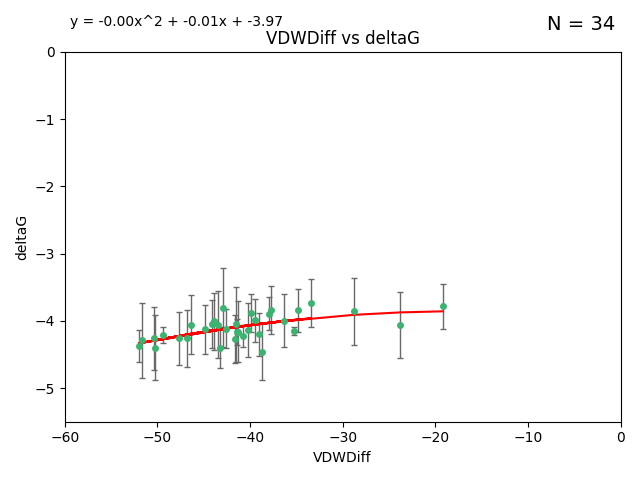 y = -0.00x^2 + -0.01x + -3.97
N = 34
VDWDiff vs deltaG
0
−1
−2
−3
−4
−5
deltaG
−60 −50 −40 −30 −20 −10 0
VDWDiff